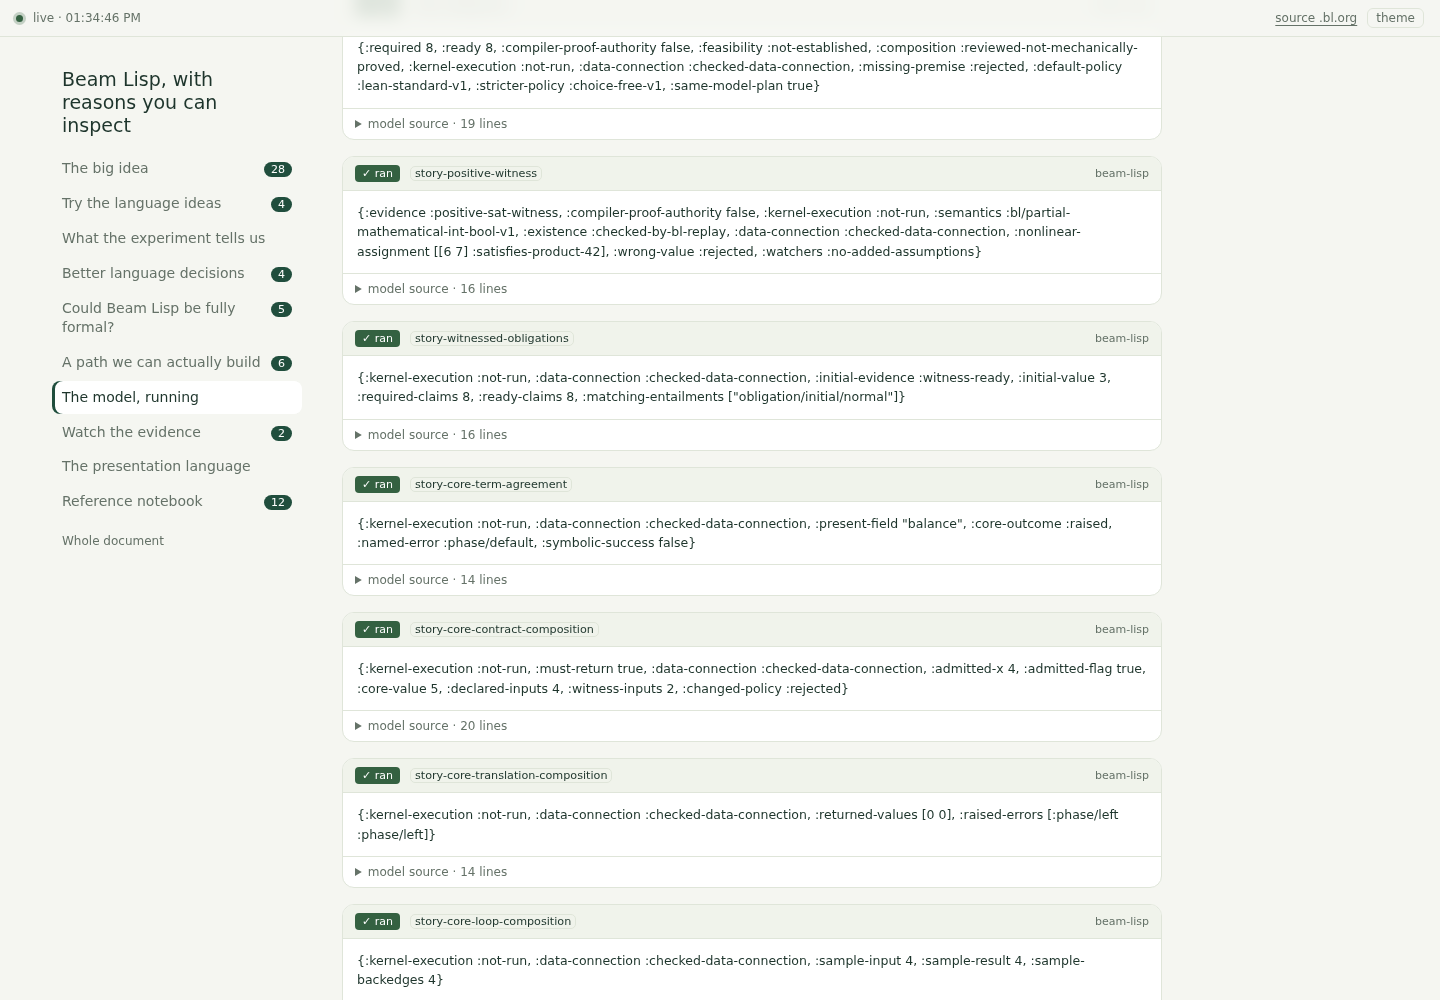 live · 01:34:46 PM
source .bl.org
theme
Beam Lisp, with
reasons you can
inspect
The big idea 28
Try the language ideas 4
What the experiment tells us
Better language decisions 4
Could Beam Lisp be fully
formal? 5
A path we can actually build 6
The model, running
Watch the evidence 2
The presentation language
Reference notebook 12
Whole document
{:required 8, :ready 8, :compiler-proof-authority false, :feasibility :not-established, :composition :reviewed-not-mechanically-
proved, :kernel-execution :not-run, :data-connection :checked-data-connection, :missing-premise :rejected, :default-policy
:lean-standard-v1, :stricter-policy :choice-free-v1, :same-model-plan true}
▶ model source · 19 lines
✓ ran story-positive-witness beam-lisp
{:evidence :positive-sat-witness, :compiler-proof-authority false, :kernel-execution :not-run, :semantics :bl/partial-
mathematical-int-bool-v1, :existence :checked-by-bl-replay, :data-connection :checked-data-connection, :nonlinear-
assignment [[6 7] :satisfies-product-42], :wrong-value :rejected, :watchers :no-added-assumptions}
▶ model source · 16 lines
✓ ran story-witnessed-obligations beam-lisp
{:kernel-execution :not-run, :data-connection :checked-data-connection, :initial-evidence :witness-ready, :initial-value 3,
:required-claims 8, :ready-claims 8, :matching-entailments ["obligation/initial/normal"]}
▶ model source · 16 lines
✓ ran story-core-term-agreement beam-lisp
{:kernel-execution :not-run, :data-connection :checked-data-connection, :present-field "balance", :core-outcome :raised,
:named-error :phase/default, :symbolic-success false}
▶ model source · 14 lines
✓ ran story-core-contract-composition beam-lisp
{:kernel-execution :not-run, :must-return true, :data-connection :checked-data-connection, :admitted-x 4, :admitted-flag true,
:core-value 5, :declared-inputs 4, :witness-inputs 2, :changed-policy :rejected}
▶ model source · 20 lines
✓ ran story-core-translation-composition beam-lisp
{:kernel-execution :not-run, :data-connection :checked-data-connection, :returned-values [0 0], :raised-errors [:phase/left
:phase/left]}
▶ model source · 14 lines
✓ ran story-core-loop-composition beam-lisp
{:kernel-execution :not-run, :data-connection :checked-data-connection, :sample-input 4, :sample-result 4, :sample-
backedges 4}